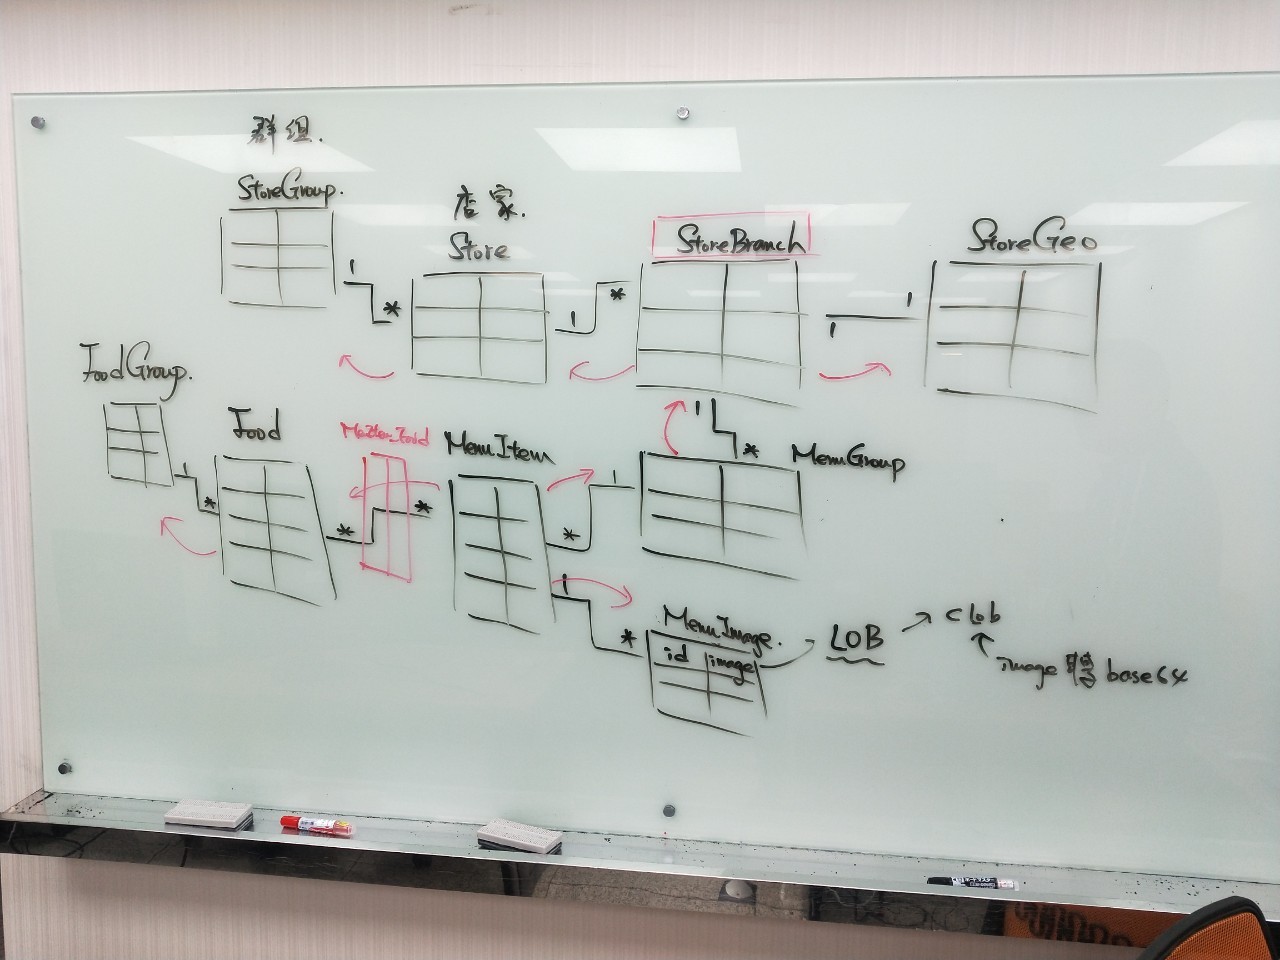 群组.
StoreGroup.
店家.
Store
StoreBranch
StoreGeo
1
*
1
*
1
1
FoodGroup.
Food
MenuItem
MenuGroup
1
*
1
*
*
*
*
1
1
*
MenuImage.
id image
LOB
clob
image 轉 base64